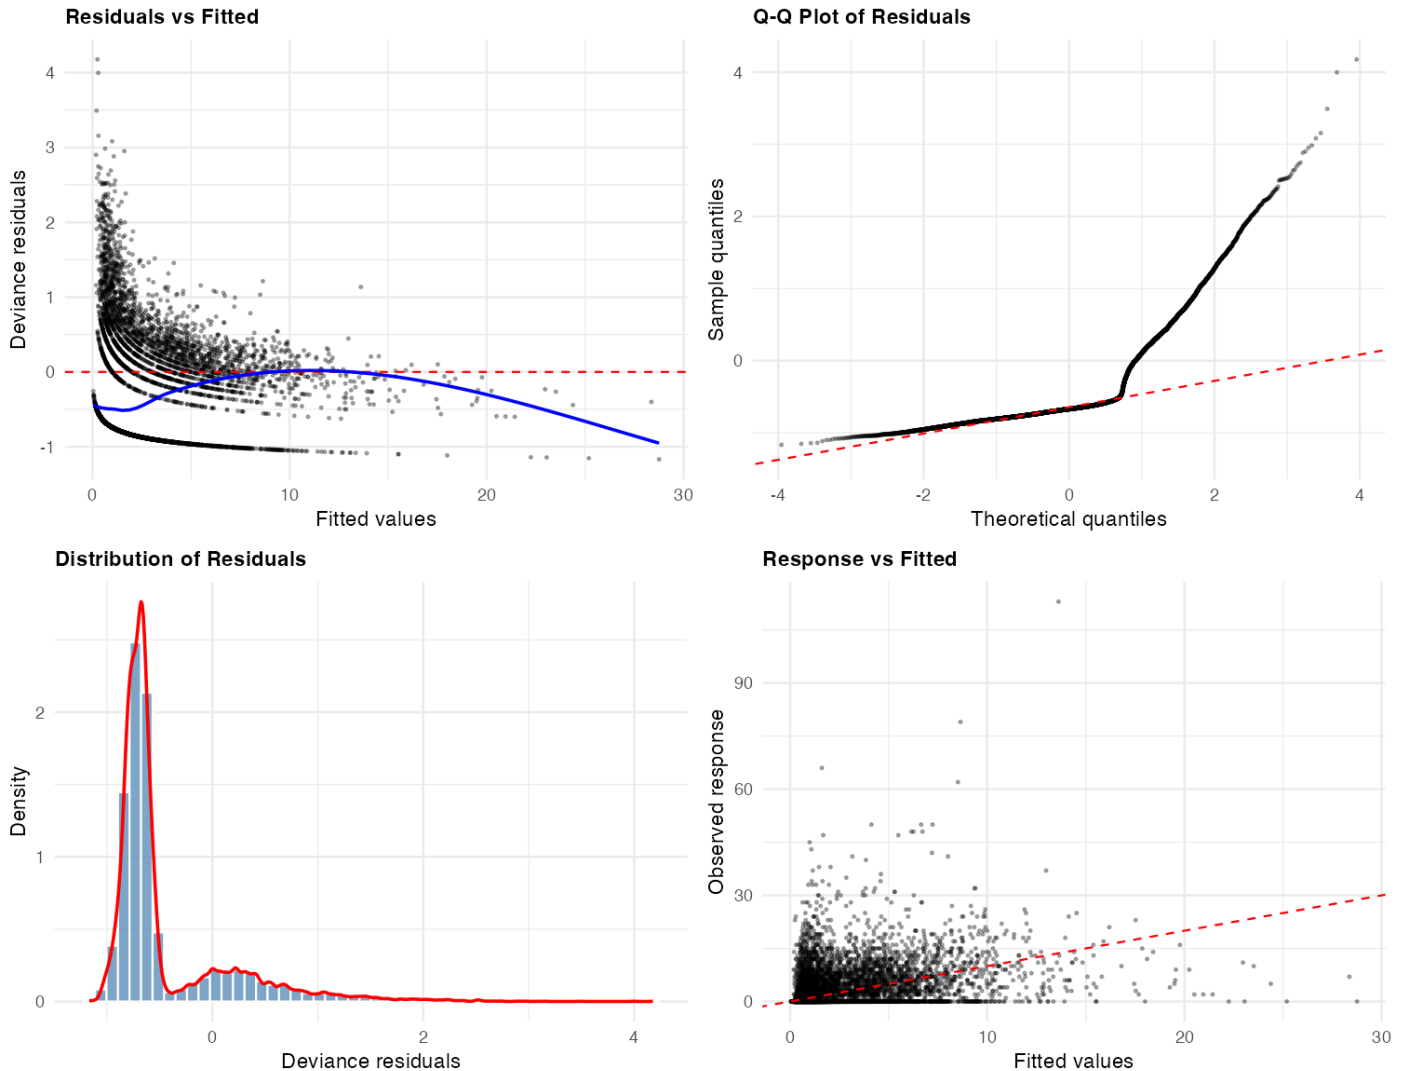 Residuals vs Fitted
Deviance residuals
4
3
2
1
0
-1
0
10
20
30
Fitted values
Q-Q Plot of Residuals
Sample quantiles
4
2
0
-4
-2
0
2
4
Theoretical quantiles
Distribution of Residuals
Density
2
1
0
0
2
4
Deviance residuals
Response vs Fitted
Observed response
90
60
30
0
0
10
20
30
Fitted values